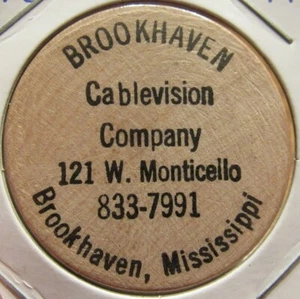 BROOKHAVEN
Cablevision
Company
121 W. Monticello
833-7991
Brookhaven, Mississippi